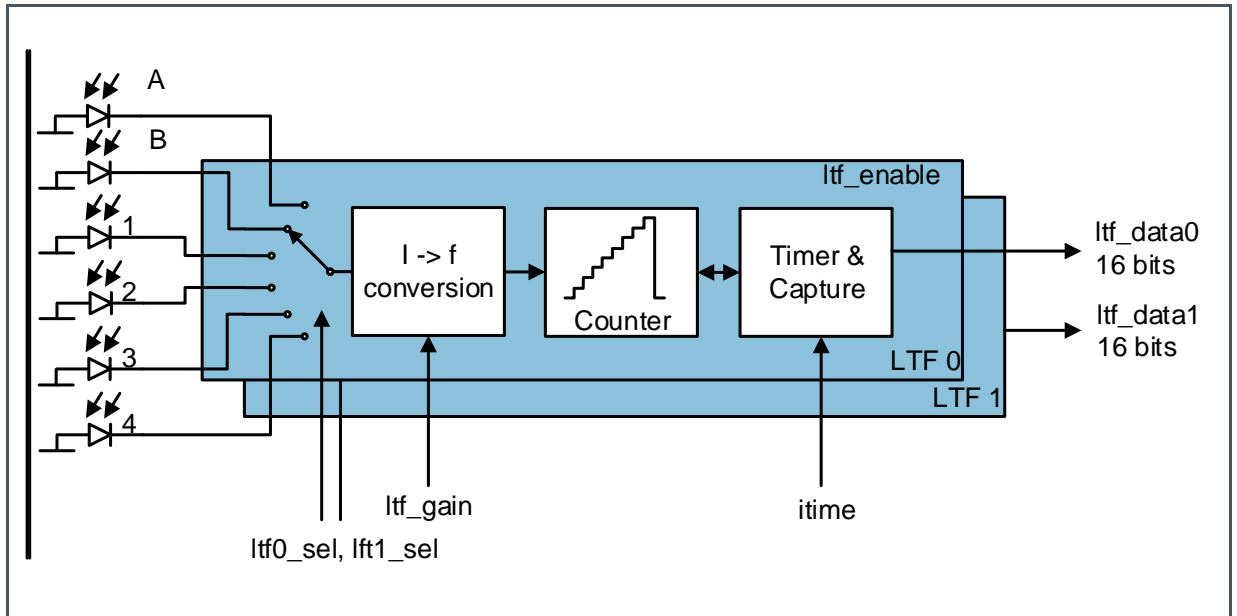 A
B
1
2
3
4
ltf_enable
I -> f
conversion
Counter
Timer &
Capture
LTF 0
LTF 1
ltf_data0
16 bits
ltf_data1
16 bits
ltf_gain
itime
ltf0_sel, lft1_sel